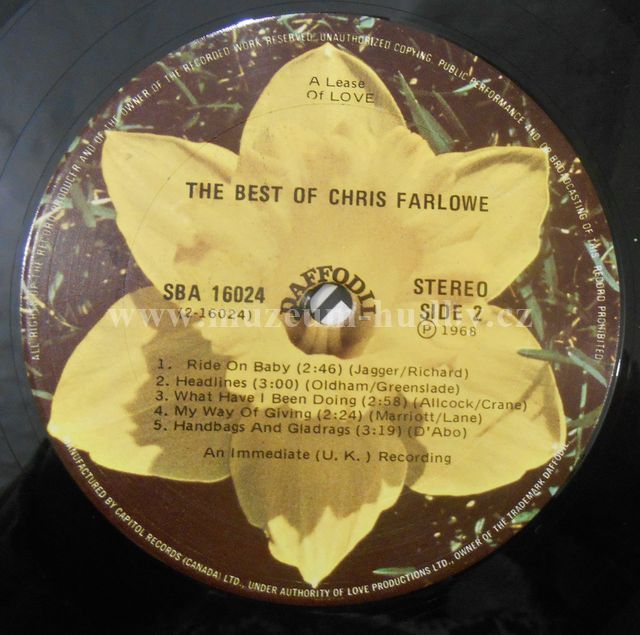 ALL RIGHTS OF THE RECORD PRODUCER AND OF THE OWNER OF THE RECORDED WORK RESERVED. UNAUTHORIZED COPYING, PUBLIC PERFORMANCE AND OR BROADCASTING OF THIS RECORD PROHIBITED.
A Lease
Of LOVE
THE BEST OF CHRIS FARLOWE
DAFFODIL
SBA 16024
(2-16024)
STEREO
SIDE 2
Ⓟ 1968
www.muzeum-hudby.cz
1. Ride On Baby (2:46) (Jagger/Richard)
2. Headlines (3:00) (Oldham/Greenslade)
3. What Have I Been Doing (2:58) (Allcock/Crane)
4. My Way Of Giving (2:24) (Marriott/Lane)
5. Handbags And Gladrags (3:19) (D'Abo)
An Immediate (U. K. ) Recording
MANUFACTURED BY CAPITOL RECORDS (CANADA) LTD., UNDER AUTHORITY OF LOVE PRODUCTIONS LTD., OWNER OF THE TRADEMARK DAFFODIL